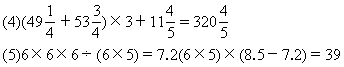 (4)(49 1/4 + 53 3/4) × 3 + 11 4/5 = 320 4/5
(5)6 × 6 × 6 ÷ (6 × 5) = 7.2(6 × 5) × (8.5 − 7.2) = 39